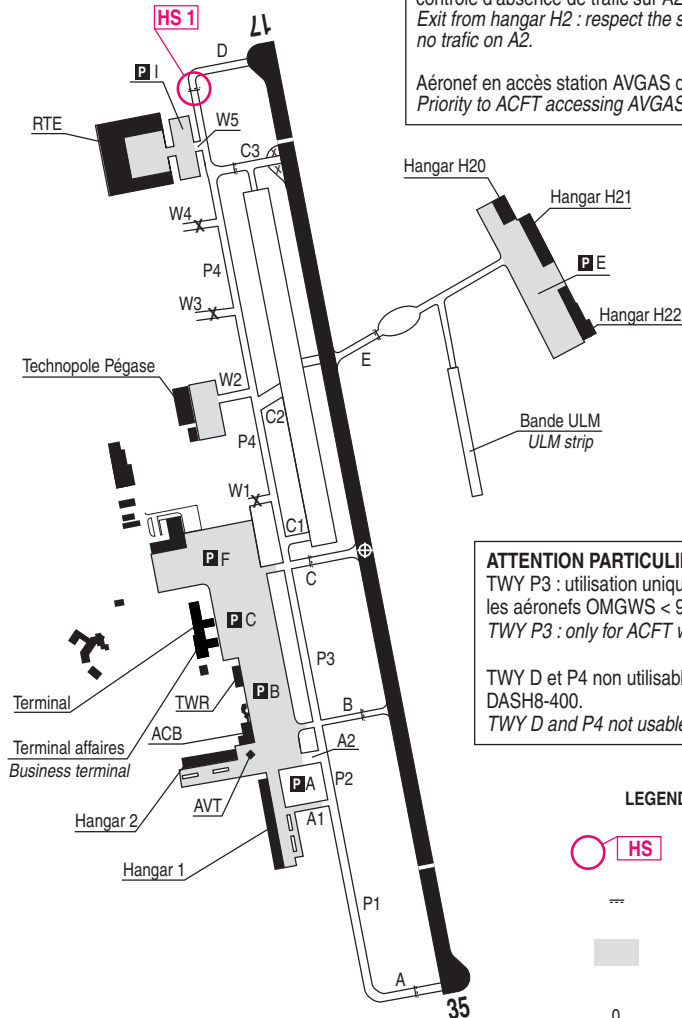 contrôle d'absence de trafic sur A2
Exit from hangar H2 : respect the s
no trafic on A2.
Aéronef en accès station AVGAS
Priority to ACFT accessing AVGAS
HS 1
17
D
P I
RTE
W5
C3
Hangar H20
Hangar H21
W4
P4
P E
W3
Hangar H22
E
Technopole Pégase
W2
C2
P4
Bande ULM
ULM strip
W1
C1
P F
C
ATTENTION PARTICULI
TWY P3 : utilisation uniqu
les aéronefs OMGWS < 9
TWY P3 : only for ACFT w
P C
P3
TWY D et P4 non utilisabl
DASH8-400.
TWY D and P4 not usable
Terminal
TWR
P B
B
Terminal affaires
Business terminal
ACB
A2
P A
P2
AVT
Hangar 2
A1
LEGEND
Hangar 1
HS
P1
A
35